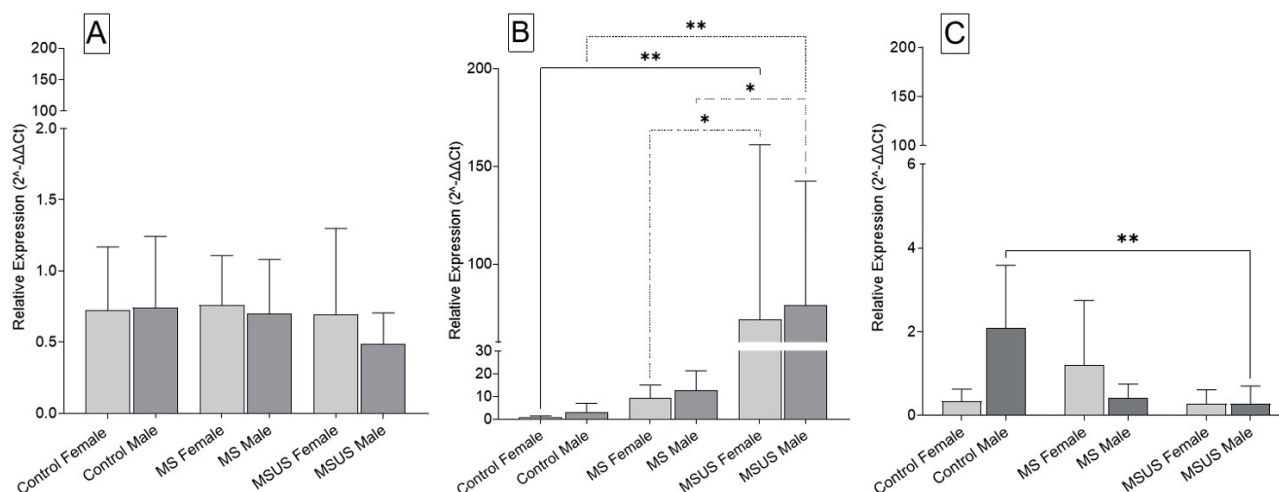 A
Relative Expression (2^-ΔΔCt)
200
150
100
2.0
1.5
1.0
0.5
0.0
Control Female
Control Male
MS Female
MS Male
MSUS Female
MSUS Male
B
Relative Expression (2^-ΔΔCt)
200
150
100
30
20
10
0
**
**
*
*
Control Female
Control Male
MS Female
MS Male
MSUS Female
MSUS Male
C
Relative Expression (2^-ΔΔCt)
200
150
100
6
4
2
0
**
Control Female
Control Male
MS Female
MS Male
MSUS Female
MSUS Male